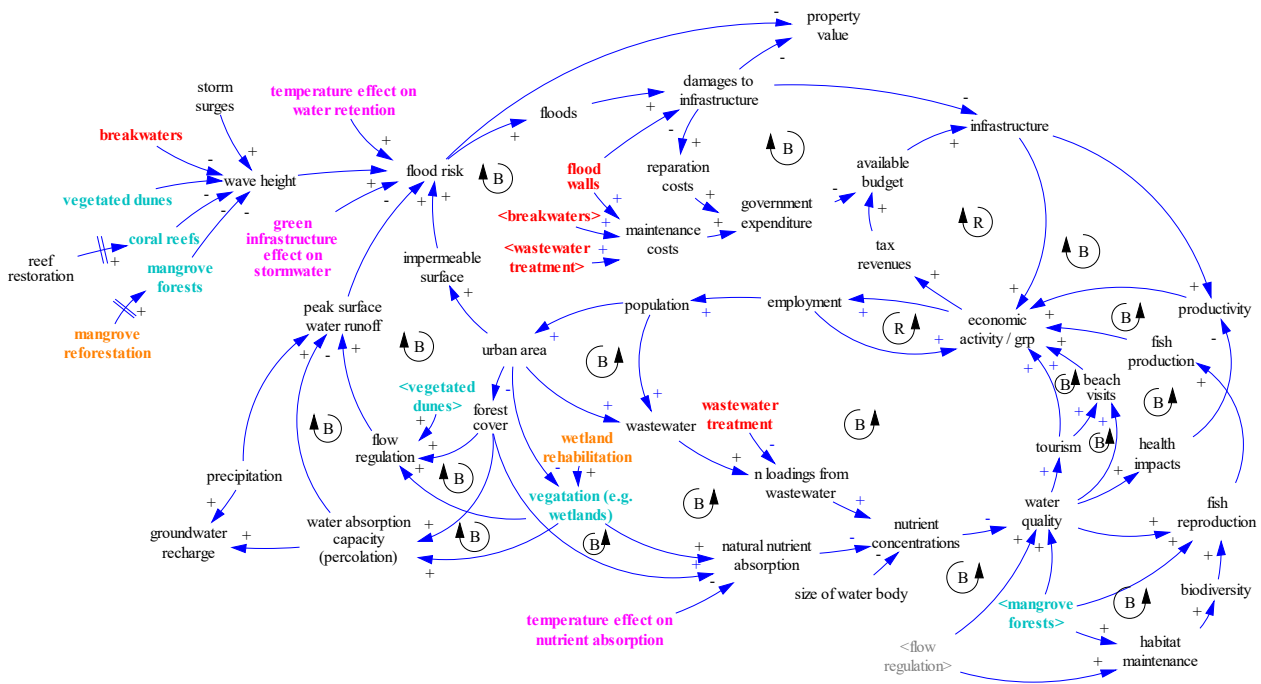 property
value
storm
surges
temperature effect on
water retention
damages to
infrastructure
floods
breakwaters
infrastructure
wave height
flood risk
B
B
flood
walls
reparation
costs
available
budget
vegetated dunes
<breakwaters>
government
expenditure
R
green
infrastructure
effect on
stormwater
coral reefs
maintenance
costs
<wastewater
treatment>
tax
revenues
B
reef
restoration
mangrove
forests
impermeable
surface
peak surface
water runoff
population
employment
economic
activity / grp
productivity
B
R
mangrove
reforestation
B
urban area
B
fish
production
<vegetated
dunes>
forest
cover
B
beach
visits
B
wastewater
treatment
B
B
flow
regulation
wetland
rehabilitation
wastewater
tourism
B
health
impacts
precipitation
B
n loadings from
wastewater
vegatation (e.g.
wetlands)
B
water
quality
fish
reproduction
groundwater
recharge
water absorption
capacity
(percolation)
B
B
nutrient
concentrations
natural nutrient
absorption
B
size of water body
<mangrove
forests>
B
biodiversity
temperature effect on
nutrient absorption
<flow
regulation>
habitat
maintenance